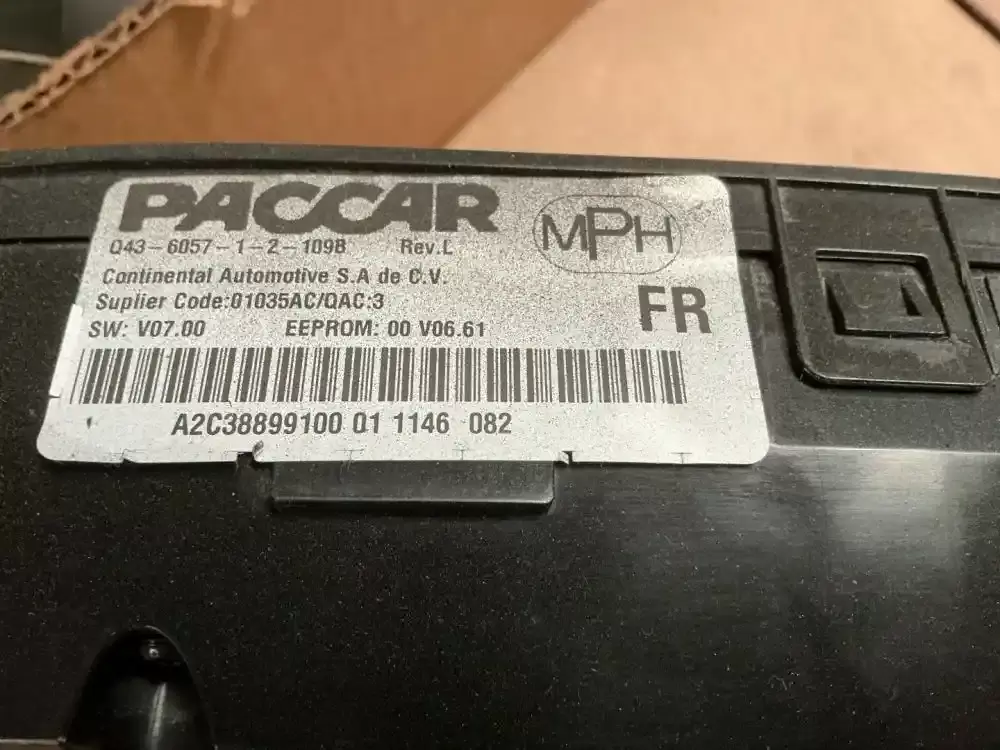 PACCAR
Q43-6057-1-2-109B Rev.L
MPH
Continental Automotive S.A de C.V.
Suplier Code:01035AC/QAC:3
FR
SW: V07.00 EEPROM: 00 V06.61
A2C38899100 01 1146 082